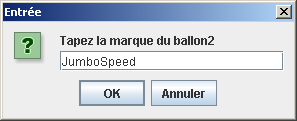 Entrée
?
Tapez la marque du ballon2
JumboSpeed
OK
Annuler